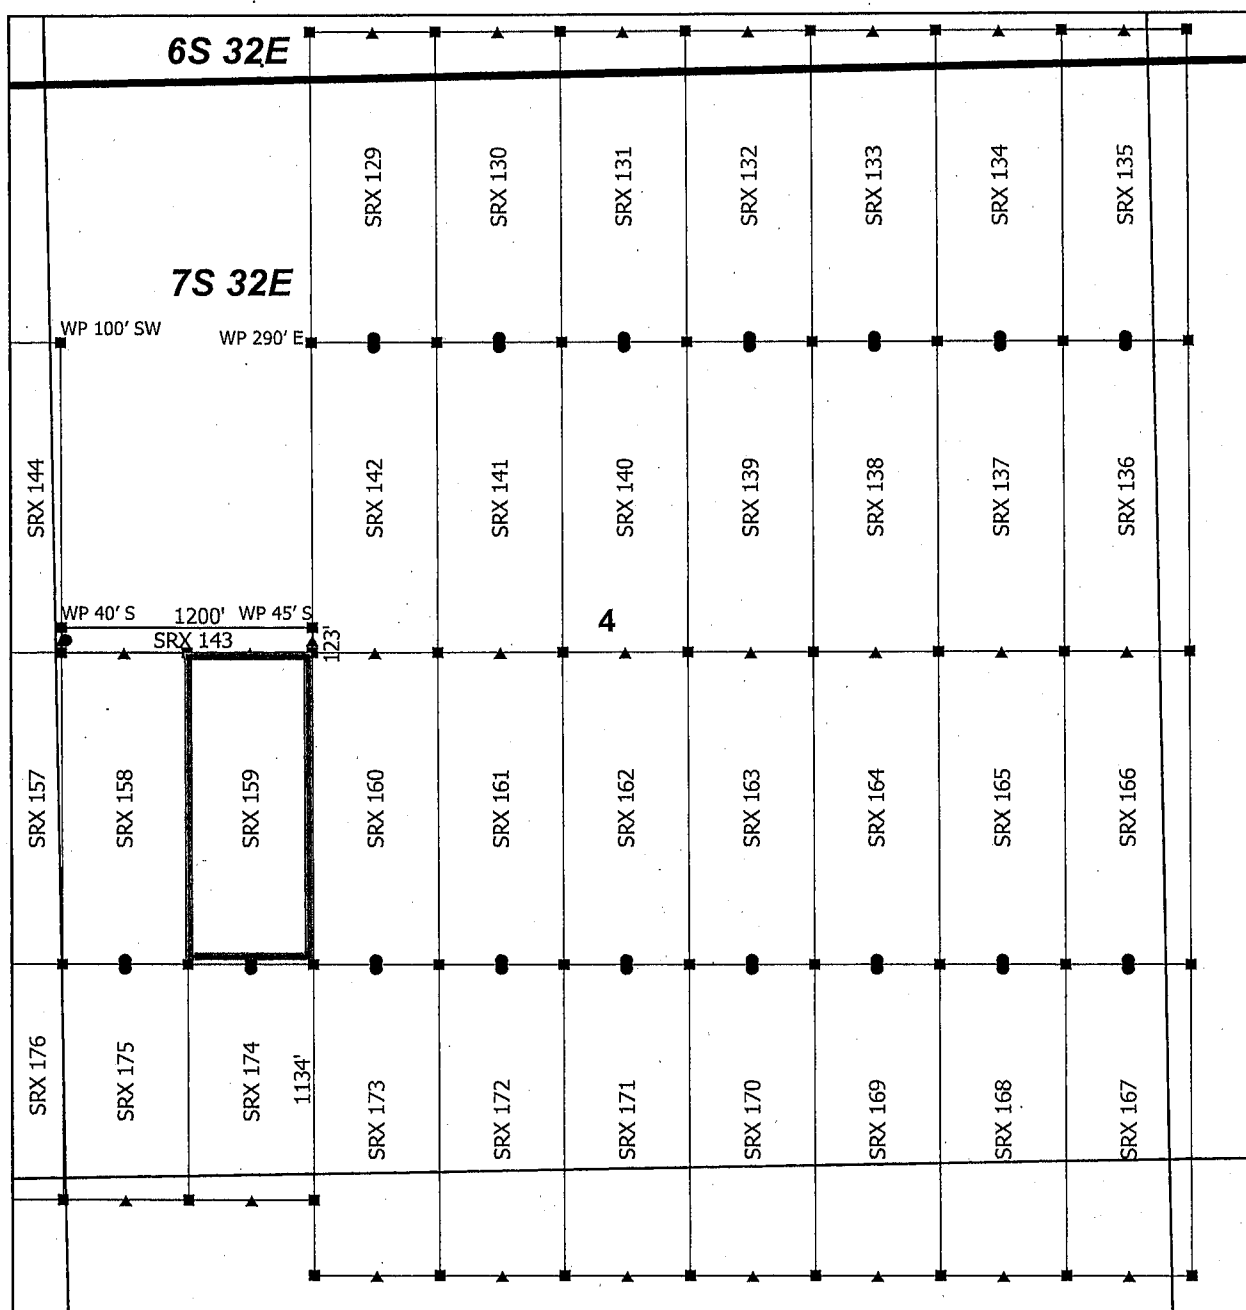 6S 32E
SRX 129
SRX 130
SRX 131
SRX 132
SRX 133
SRX 134
SRX 135
7S 32E
WP 100' SW
WP 290' E
SRX 144
SRX 142
SRX 141
SRX 140
SRX 139
SRX 138
SRX 137
SRX 136
WP 40' S
1200'
WP 45' S
4
SRX 143
123'
SRX 157
SRX 158
SRX 159
SRX 160
SRX 161
SRX 162
SRX 163
SRX 164
SRX 165
SRX 166
SRX 176
SRX 175
SRX 174
1134'
SRX 173
SRX 172
SRX 171
SRX 170
SRX 169
SRX 168
SRX 167